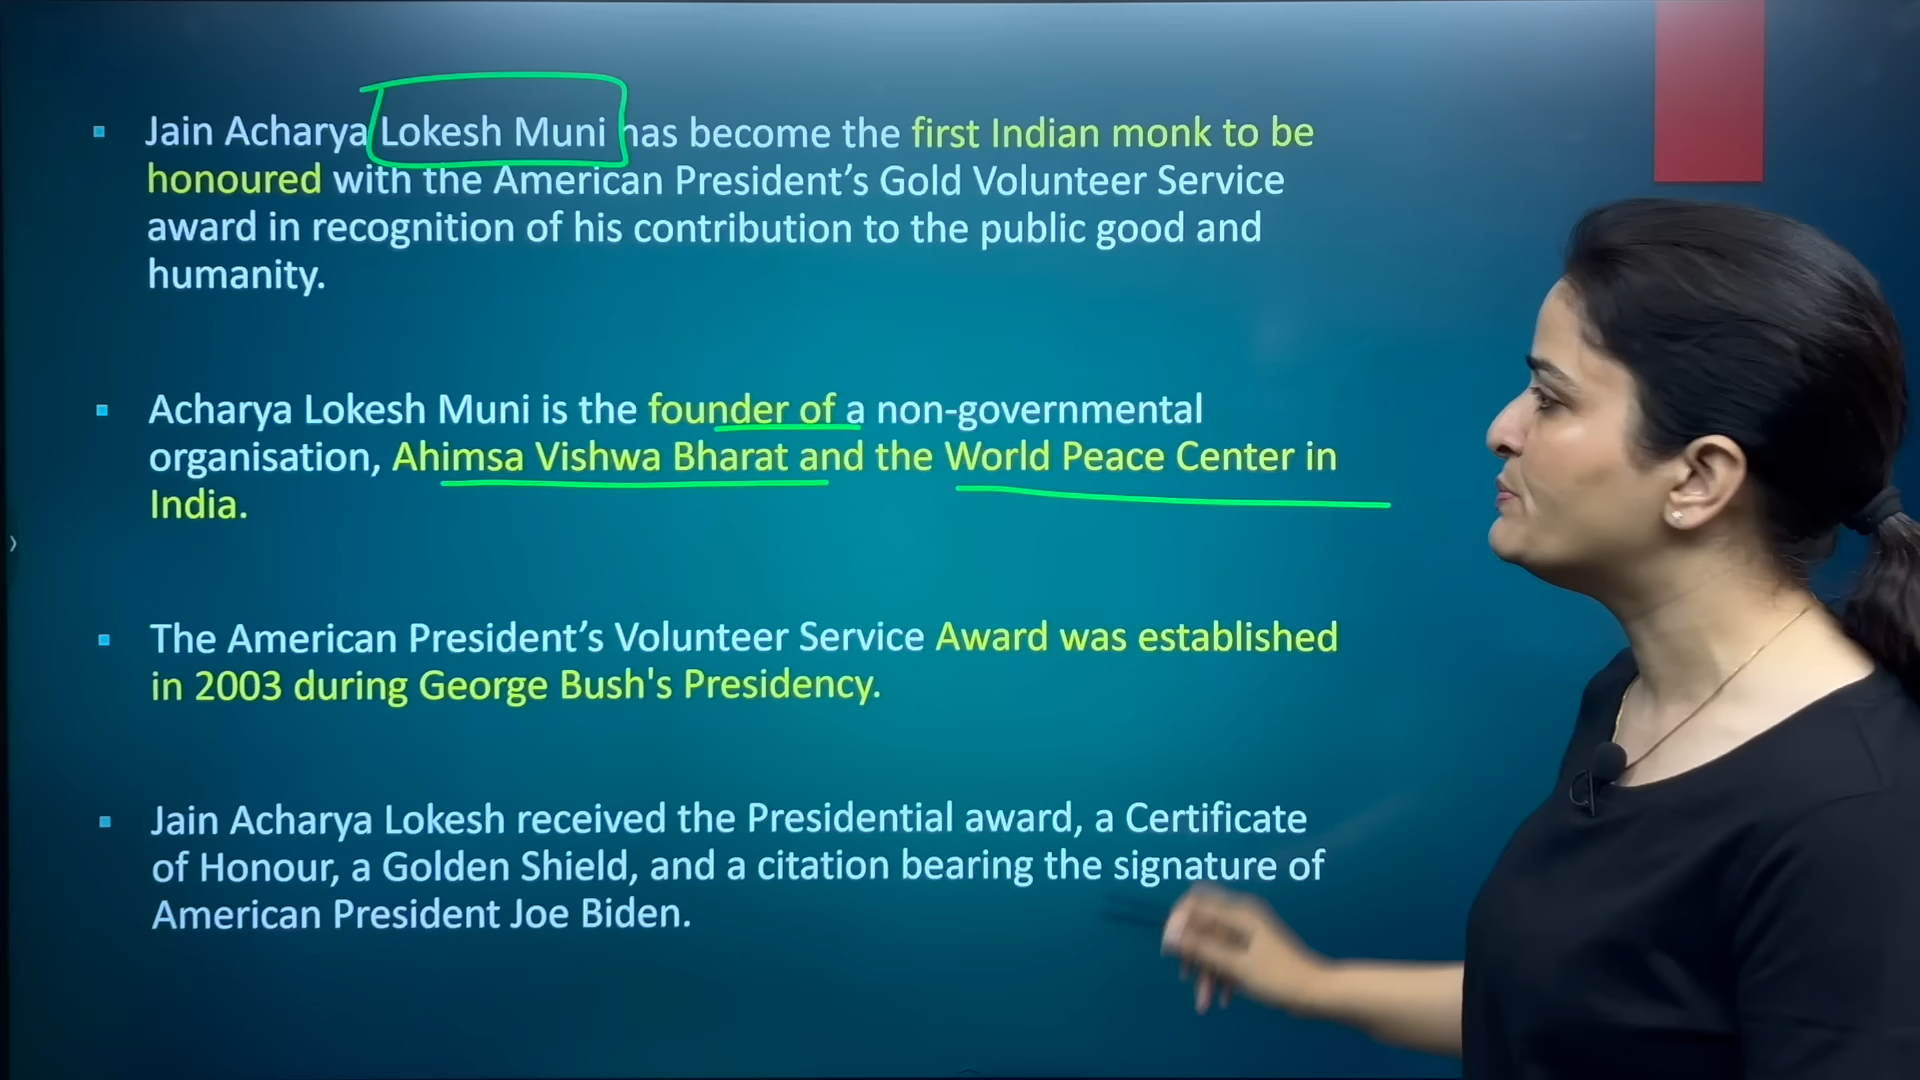 Jain Acharya Lokesh Muni has become the first Indian monk to be
honoured with the American President’s Gold Volunteer Service
award in recognition of his contribution to the public good and
humanity.
Acharya Lokesh Muni is the founder of a non-governmental
organisation, Ahimsa Vishwa Bharat and the World Peace Center in
India.
The American President’s Volunteer Service Award was established
in 2003 during George Bush's Presidency.
Jain Acharya Lokesh received the Presidential award, a Certificate
of Honour, a Golden Shield, and a citation bearing the signature of
American President Joe Biden.